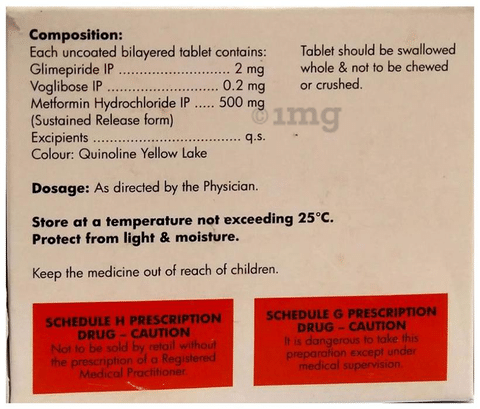 Composition:
Each uncoated bilayered tablet contains:
Glimepiride IP ........................... 2 mg
Voglibose IP ............................ 0.2 mg
Metformin Hydrochloride IP ..... 500 mg
(Sustained Release form)
Excipients .................................. q.s.
Colour: Quinoline Yellow Lake
Tablet should be swallowed
whole & not to be chewed
or crushed.
©1mg
Dosage: As directed by the Physician.
Store at a temperature not exceeding 25°C.
Protect from light & moisture.
Keep the medicine out of reach of children.
SCHEDULE H PRESCRIPTION
DRUG – CAUTION
Not to be sold by retail without
the prescription of a Registered
Medical Practitioner.
SCHEDULE G PRESCRIPTION
DRUG – CAUTION
It is dangerous to take this
preparation except under
medical supervision.